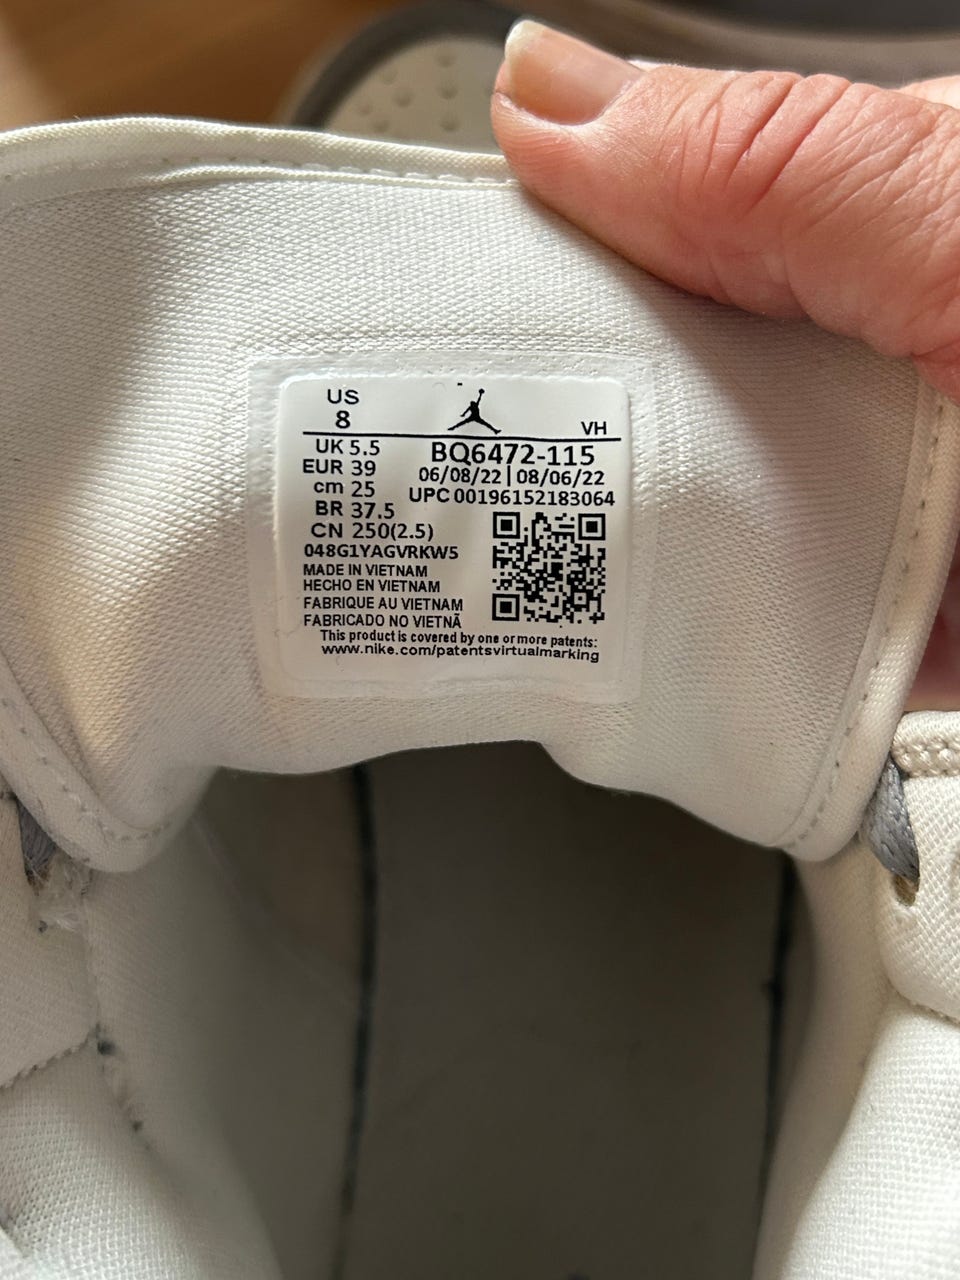 US
8
VH
UK 5.5
EUR 39
cm 25
BR 37.5
CN 250(2.5)
048G1YAGVRKW5
BQ6472-115
06/08/22 | 08/06/22
UPC 00196152183064
MADE IN VIETNAM
HECHO EN VIETNAM
FABRIQUE AU VIETNAM
FABRICADO NO VIETNÃ
This product is covered by one or more patents:
www.nike.com/patentsvirtualmarking